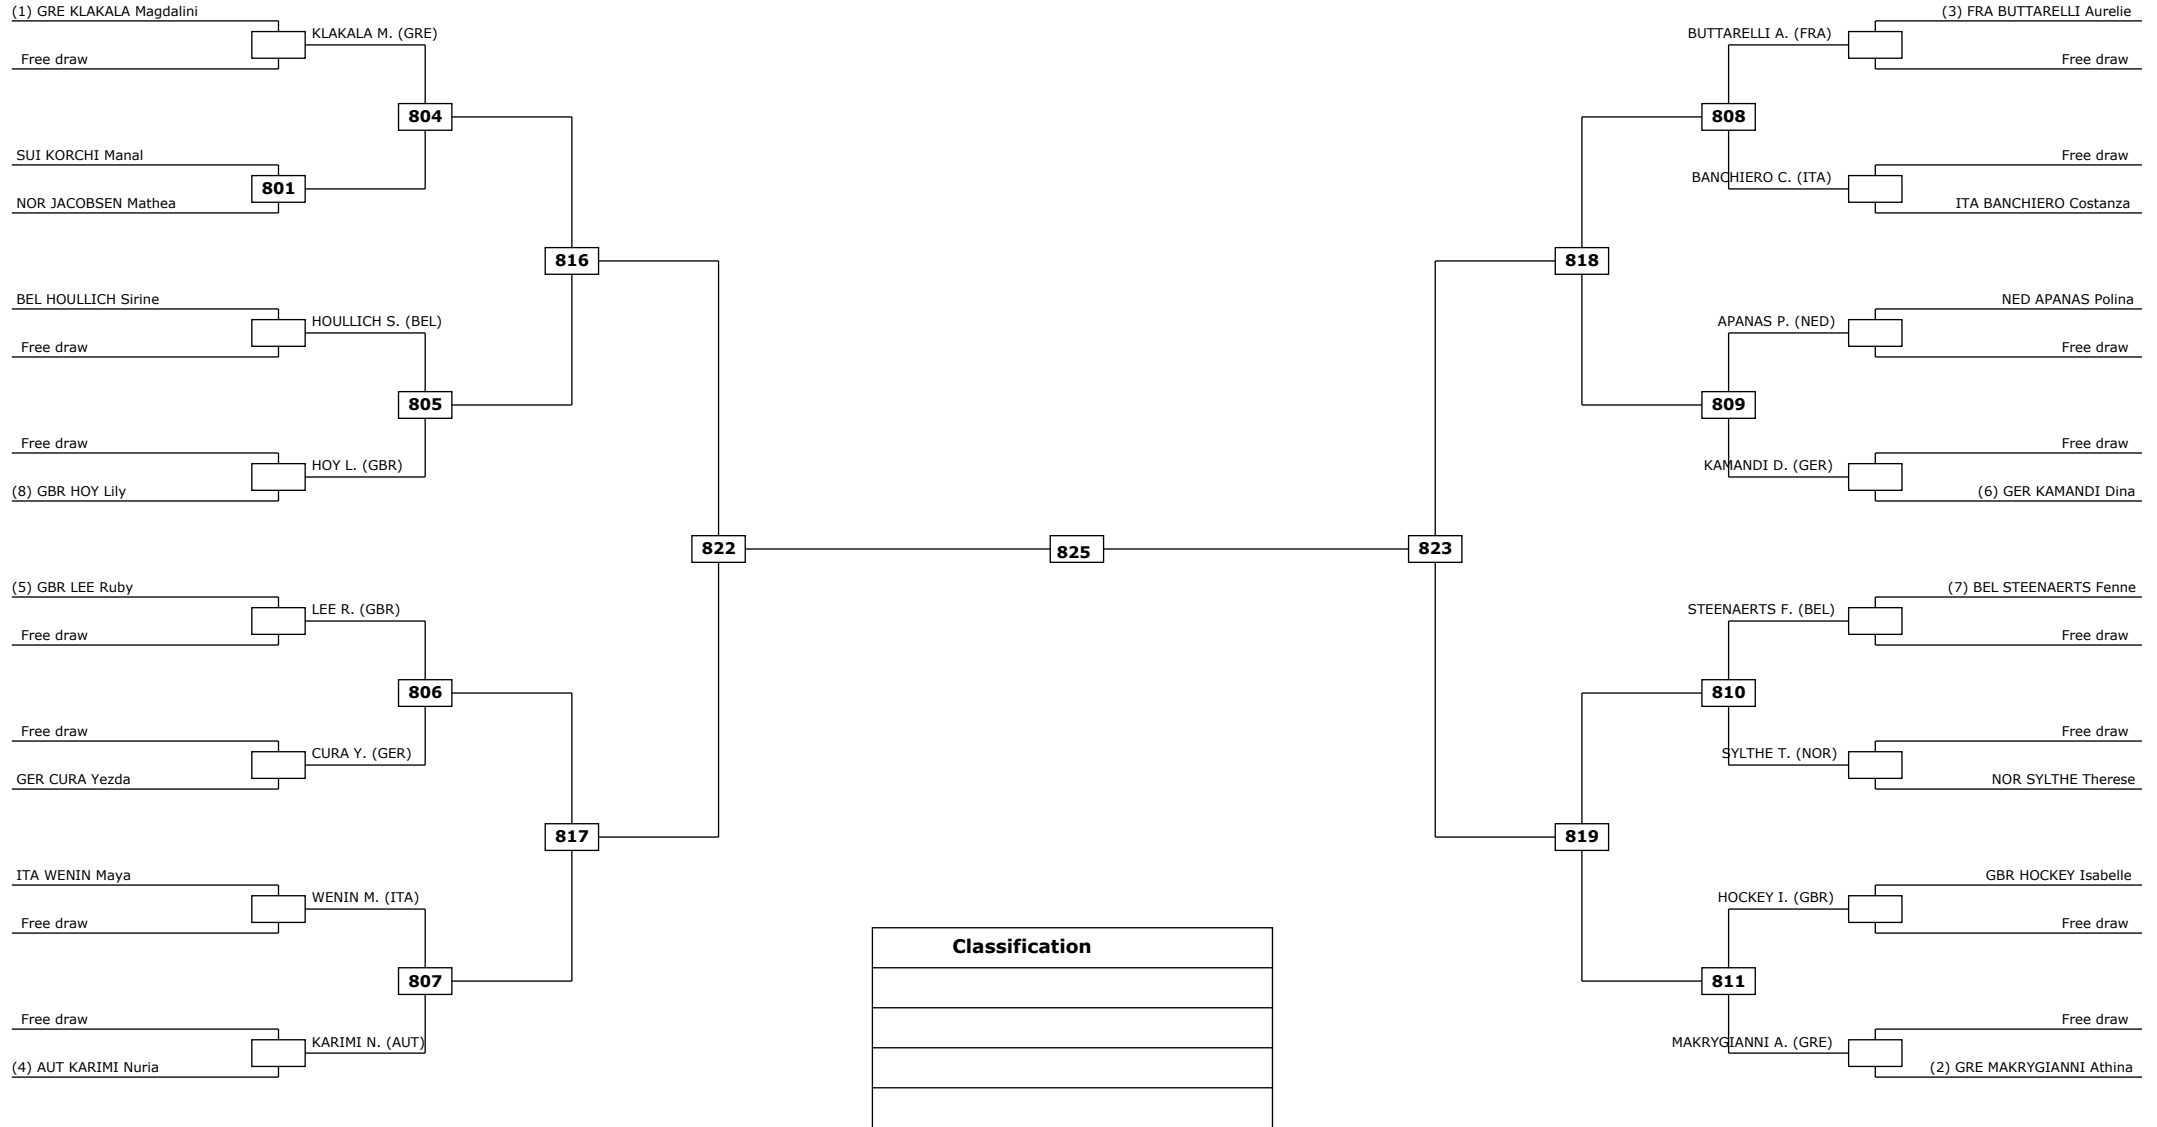 (1) GRE KLAKALA Magdalini
KLAKALA M. (GRE)
Free draw
804
SUI KORCHI Manal
801
NOR JACOBSEN Mathea
816
BEL HOULLICH Sirine
HOULLICH S. (BEL)
Free draw
805
Free draw
HOY L. (GBR)
(8) GBR HOY Lily
822
(5) GBR LEE Ruby
LEE R. (GBR)
Free draw
806
Free draw
CURA Y. (GER)
GER CURA Yezda
817
ITA WENIN Maya
WENIN M. (ITA)
Free draw
807
Free draw
KARIMI N. (AUT)
(4) AUT KARIMI Nuria
825
Classification
(3) FRA BUTTARELLI Aurelie
BUTTARELLI A. (FRA)
Free draw
808
Free draw
BANCHIERO C. (ITA)
ITA BANCHIERO Costanza
818
NED APANAS Polina
APANAS P. (NED)
Free draw
809
Free draw
KAMANDI D. (GER)
(6) GER KAMANDI Dina
823
(7) BEL STEENAERTS Fenne
STEENAERTS F. (BEL)
Free draw
810
Free draw
SYLTHE T. (NOR)
NOR SYLTHE Therese
819
GBR HOCKEY Isabelle
HOCKEY I. (GBR)
Free draw
811
Free draw
MAKRYGIANNI A. (GRE)
(2) GRE MAKRYGIANNI Athina